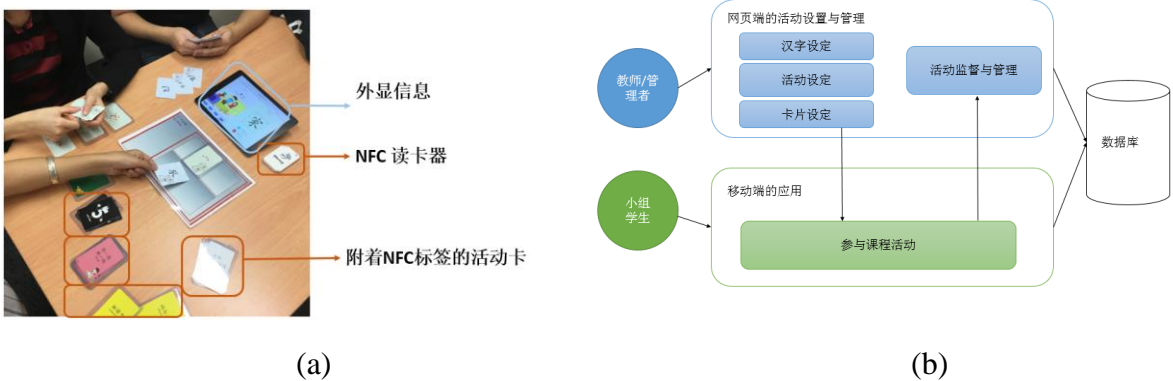 外显信息
NFC 读卡器
附着NFC标签的活动卡
家
(a)
网页端的活动设置与管理
汉字设定
活动设定
卡片设定
活动监督与管理
教师/管
理者
数据库
移动端的应用
小组
学生
参与课程活动
(b)